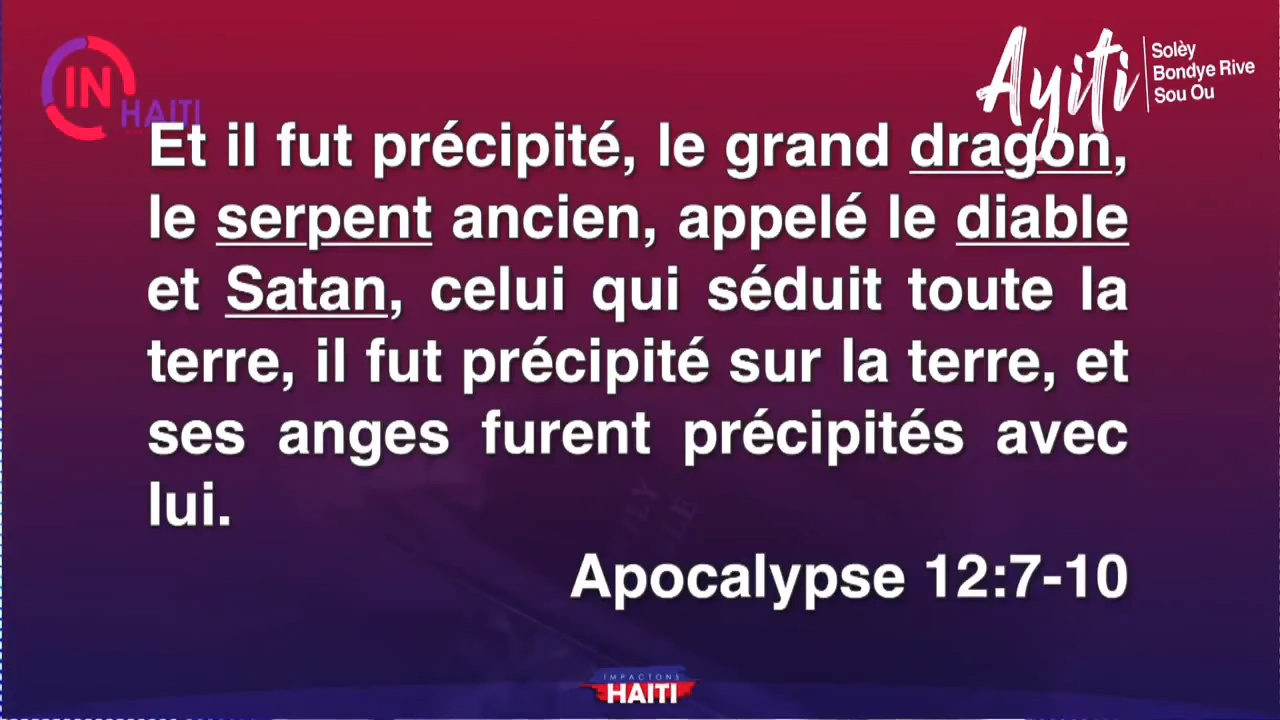 IN
HAITI
Ayiti
Solèy
Bondye Rive
Sou Ou
Et il fut précipité, le grand dragon,
le serpent ancien, appelé le diable
et Satan, celui qui séduit toute la
terre, il fut précipité sur la terre, et
ses anges furent précipités avec
lui.
Apocalypse 12:7-10
IMPACTONS
HAITI